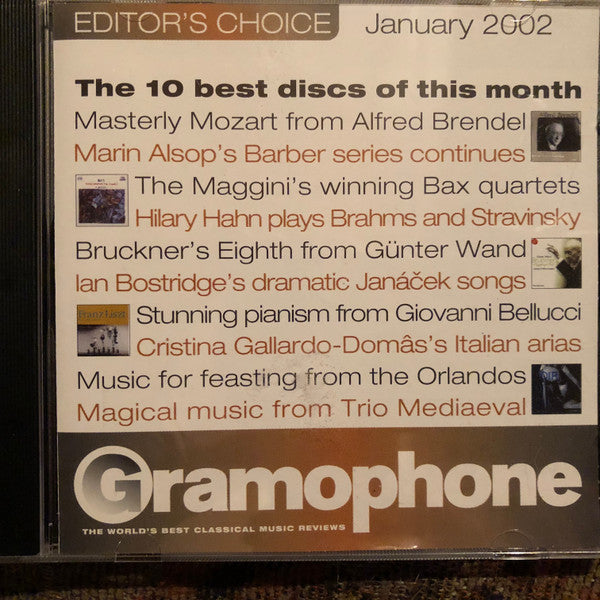 EDITOR'S CHOICE January 2002
The 10 best discs of this month
Masterly Mozart from Alfred Brendel
Marin Alsop's Barber series continues
The Maggini's winning Bax quartets
Hilary Hahn plays Brahms and Stravinsky
Bruckner's Eighth from Günter Wand
Ian Bostridge's dramatic Janáček songs
Franz Liszt
Stunning pianism from Giovanni Bellucci
Cristina Gallardo-Domâs's Italian arias
Music for feasting from the Orlandos
Magical music from Trio Mediaeval
Gramophone
THE WORLD'S BEST CLASSICAL MUSIC REVIEWS